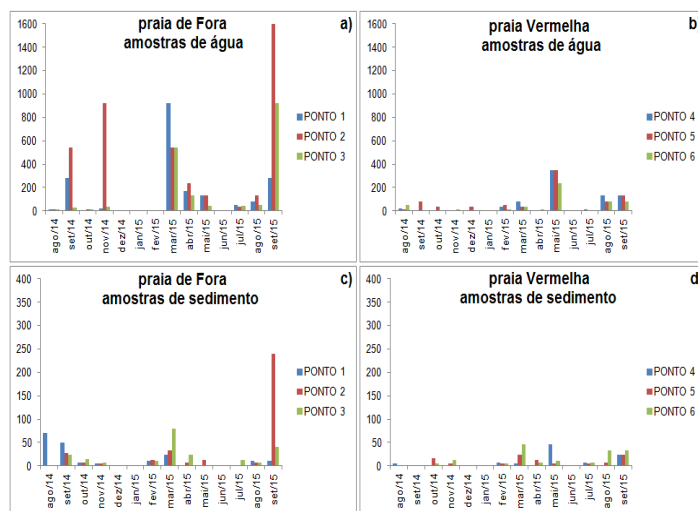 praia de Fora
amostras de água
a)
1600
1400
1200
1000
800
600
400
200
0
PONTO 1
PONTO 2
PONTO 3
ago/14
set/14
out/14
nov/14
dez/14
jan/15
fev/15
mar/15
abr/15
mai/15
jun/15
jul/15
ago/15
set/15
praia Vermelha
amostras de água
b
1600
1400
1200
1000
800
600
400
200
0
PONTO 4
PONTO 5
PONTO 6
ago/14
set/14
out/14
nov/14
dez/14
jan/15
fev/15
mar/15
abr/15
mai/15
jun/15
jul/15
ago/15
set/15
praia de Fora
amostras de sedimento
c)
400
350
300
250
200
150
100
50
0
PONTO 1
PONTO 2
PONTO 3
ago/14
set/14
out/14
nov/14
dez/14
jan/15
fev/15
mar/15
abr/15
mai/15
jun/15
jul/15
ago/15
set/15
praia Vermelha
amostras de sedimento
d
400
350
300
250
200
150
100
50
0
PONTO 4
PONTO 5
PONTO 6
ago/14
set/14
out/14
nov/14
dez/14
jan/15
fev/15
mar/15
abr/15
mai/15
jun/15
jul/15
ago/15
set/15